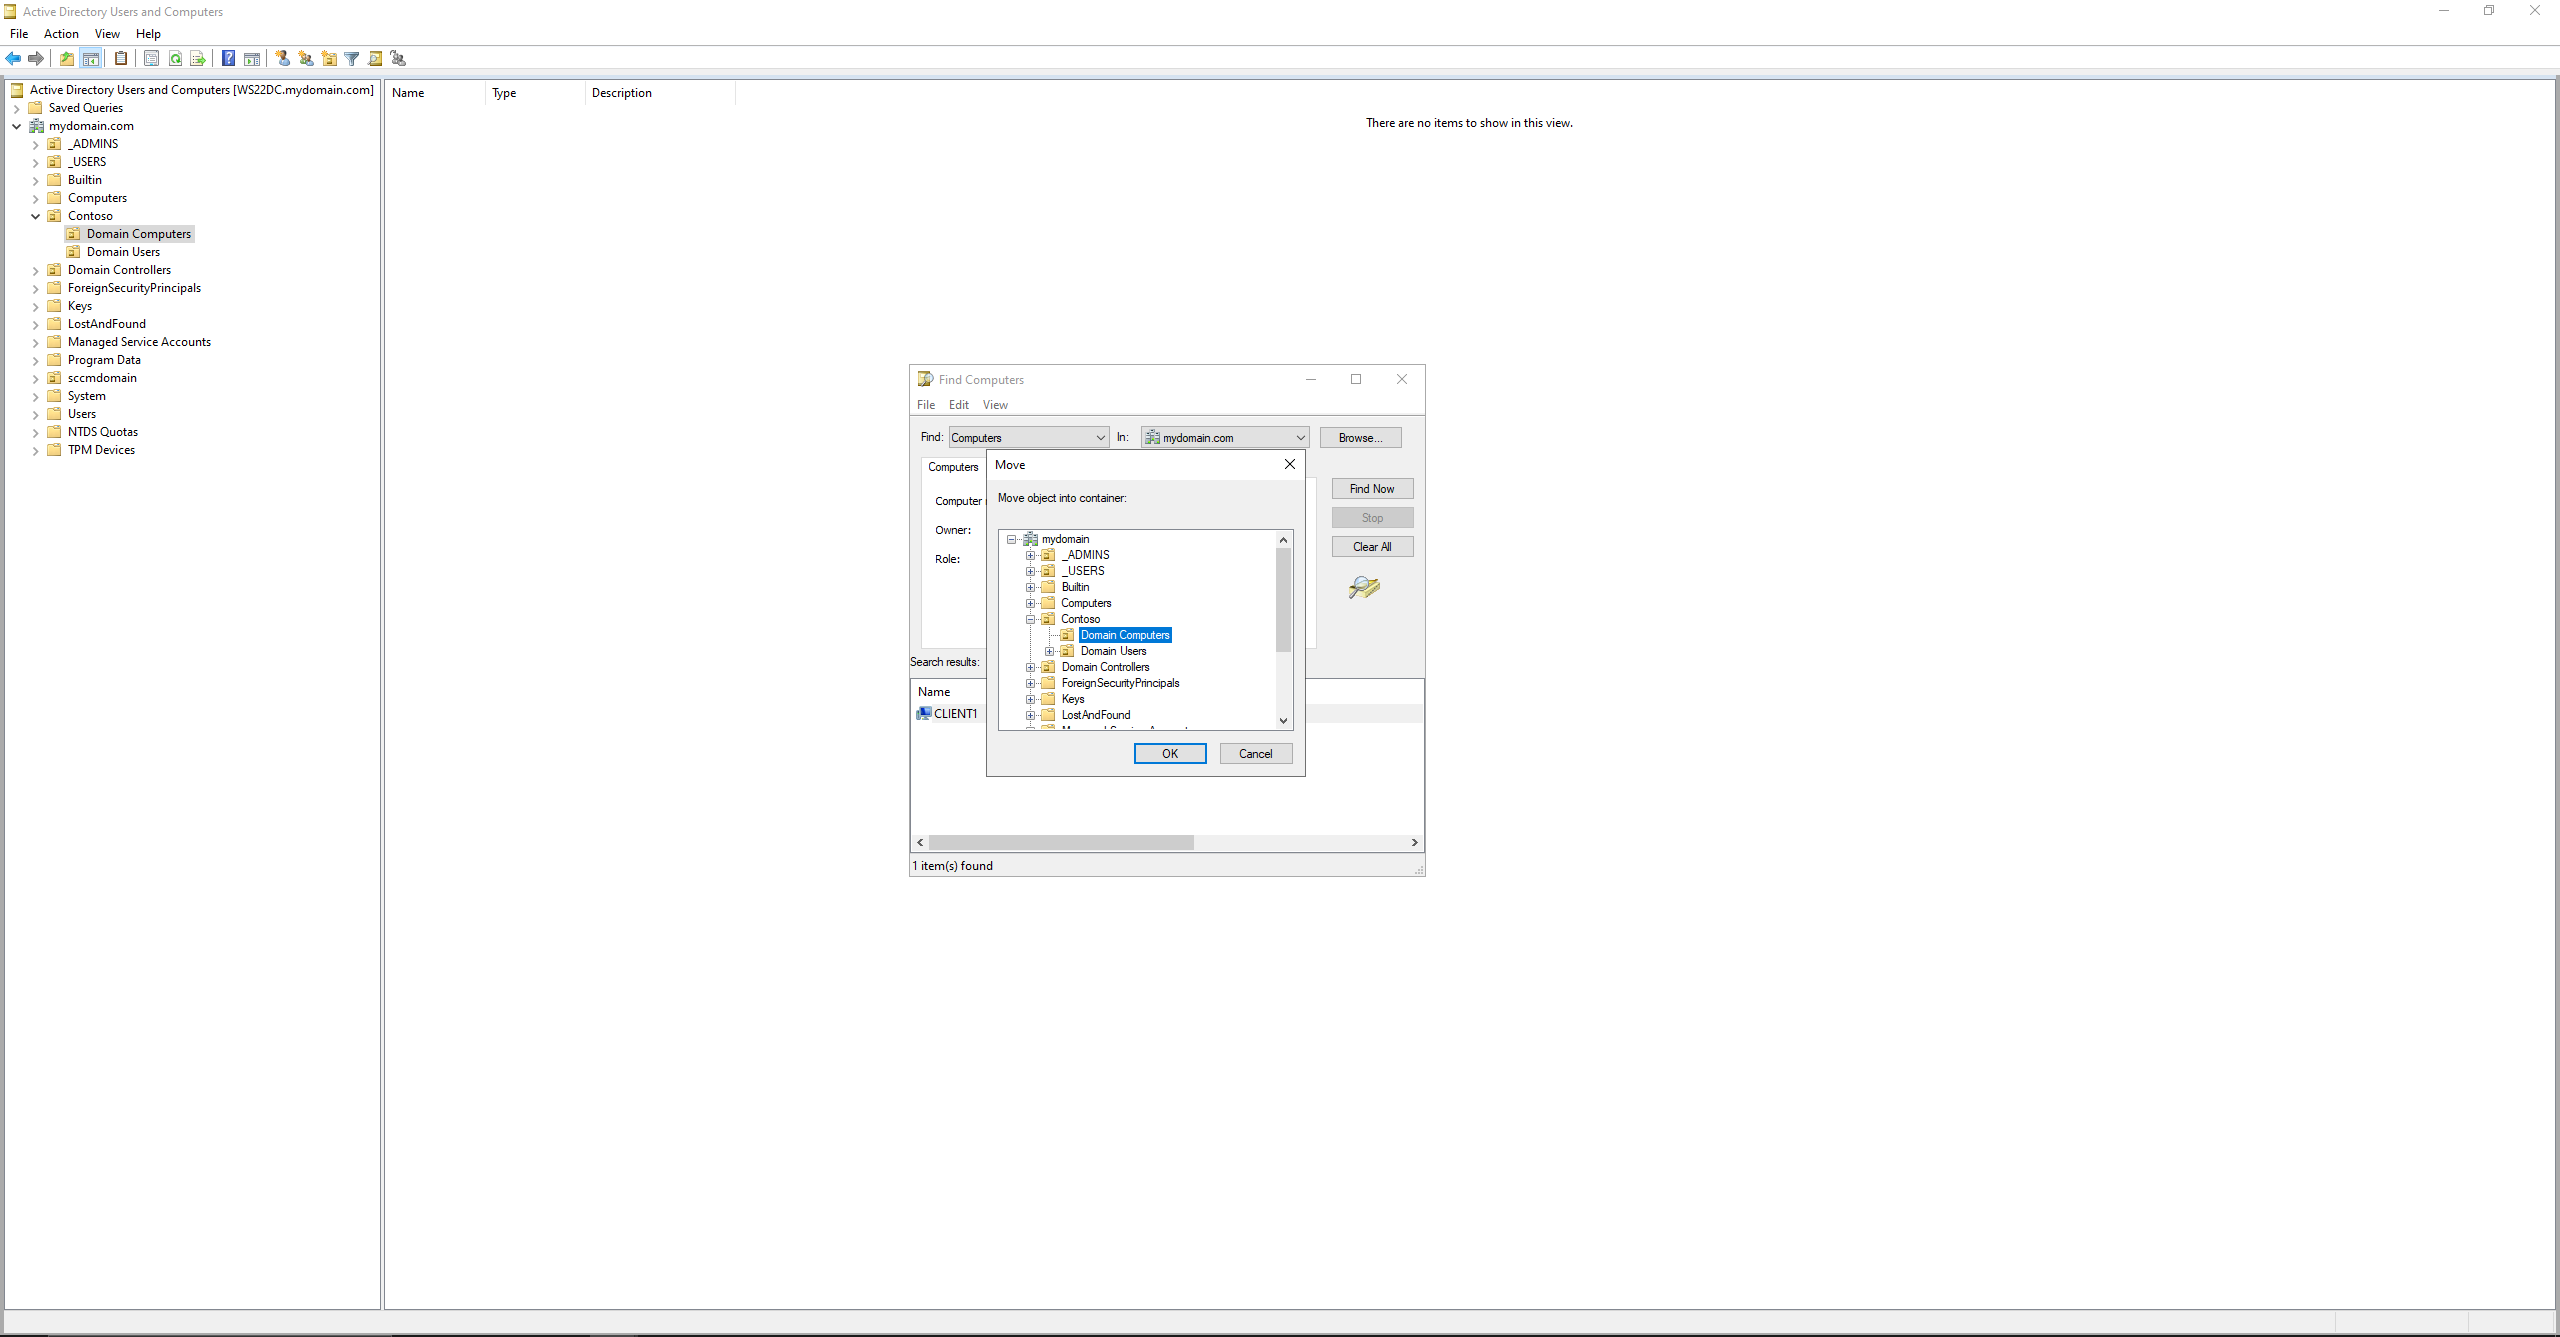 Active Directory Users and Computers
File Action View Help
Active Directory Users and Computers [WS22DC.mydomain.com]
Saved Queries
mydomain.com
_ADMINS
_USERS
Builtin
Computers
Contoso
Domain Computers
Domain Users
Domain Controllers
ForeignSecurityPrincipals
Keys
LostAndFound
Managed Service Accounts
Program Data
sccmdomain
System
Users
NTDS Quotas
TPM Devices
Name Type Description
There are no items to show in this view.
Find Computers
File Edit View
Find: Computers In: mydomain.com Browse...
Computers
Computer
Owner:
Role:
Find Now
Stop
Clear All
Search results:
Name
CLIENT1
1 item(s) found
Move
Move object into container:
mydomain
_ADMINS
_USERS
Builtin
Computers
Contoso
Domain Computers
Domain Users
Domain Controllers
ForeignSecurityPrincipals
Keys
LostAndFound
OK Cancel